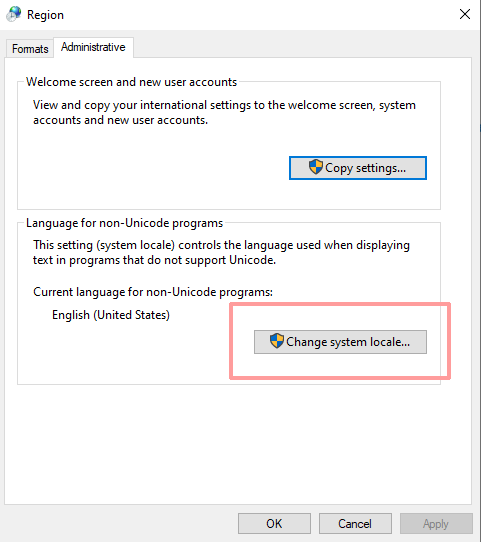 Region
Formats
Administrative
Welcome screen and new user accounts
View and copy your international settings to the welcome screen, system
accounts and new user accounts.
Copy settings...
Language for non-Unicode programs
This setting (system locale) controls the language used when displaying
text in programs that do not support Unicode.
Current language for non-Unicode programs:
English (United States)
Change system locale...
OK
Cancel
Apply